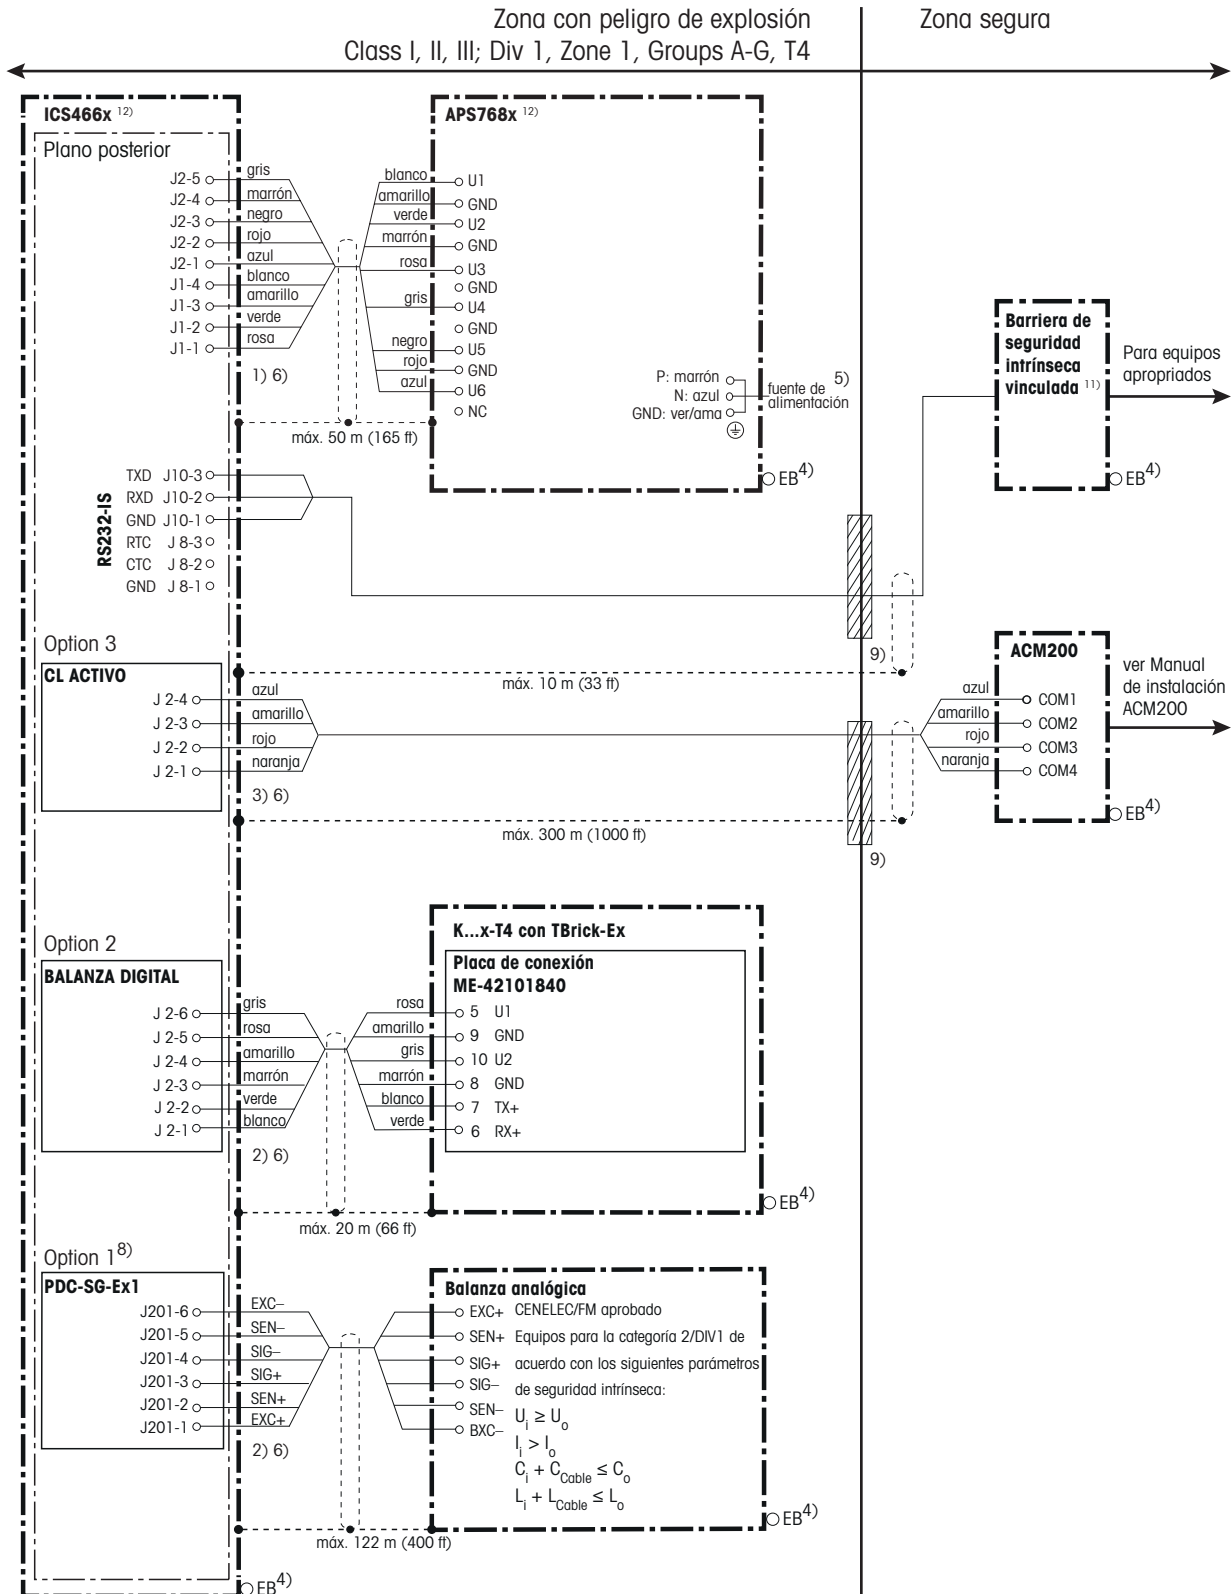 Zona con peligro de explosión
Class I, II, III; Div 1, Zone 1, Groups A-G, T4
Zona segura
ICS466x 12)
Plano posterior
J2-5 gris
J2-4 marrón
J2-3 negro
J2-2 rojo
J2-1 azul
J1-4 blanco
J1-3 amarillo
J1-2 verde
J1-1 rosa
1) 6)
máx. 50 m (165 ft)
APS768x 12)
blanco U1
amarillo GND
verde U2
marrón GND
rosa U3
GND
gris U4
GND
negro U5
rojo GND
azul U6
NC
P: marrón
N: azul
GND: ver/ama
fuente de
alimentación
5)
EB4)
Barriera de
seguridad
intrínseca
vinculada 11)
Para equipos
apropriados
EB4)
RS232-IS
TXD J10-3
RXD J10-2
GND J10-1
RTC J 8-3
CTC J 8-2
GND J 8-1
9)
máx. 10 m (33 ft)
Option 3
CL ACTIVO
J 2-4 azul
J 2-3 amarillo
J 2-2 rojo
J 2-1 naranja
3) 6)
máx. 300 m (1000 ft)
9)
ACM200
azul COM1
amarillo COM2
rojo COM3
naranja COM4
ver Manual
de instalación
ACM200
EB4)
Option 2
BALANZA DIGITAL
J 2-6 gris
J 2-5 rosa
J 2-4 amarillo
J 2-3 marrón
J 2-2 verde
J 2-1 blanco
2) 6)
máx. 20 m (66 ft)
K...x-T4 con TBrick-Ex
Placa de conexión
ME-42101840
rosa 5 U1
amarillo 9 GND
gris 10 U2
marrón 8 GND
blanco 7 TX+
verde 6 RX+
EB4)
Option 18)
PDC-SG-Ex1
J201-6 EXC–
J201-5 SEN–
J201-4 SIG–
J201-3 SIG+
J201-2 SEN+
J201-1 EXC+
2) 6)
máx. 122 m (400 ft)
Balanza analógica
EXC+ CENELEC/FM aprobado
SEN+ Equipos para la categoría 2/DIV1 de
SIG+ acuerdo con los siguientes parámetros
SIG– de seguridad intrínseca:
SEN–
BXC–
Ui ≥ Uo
Ii > Io
Ci + CCable ≤ Co
Li + LCable ≤ Lo
EB4)
EB4)